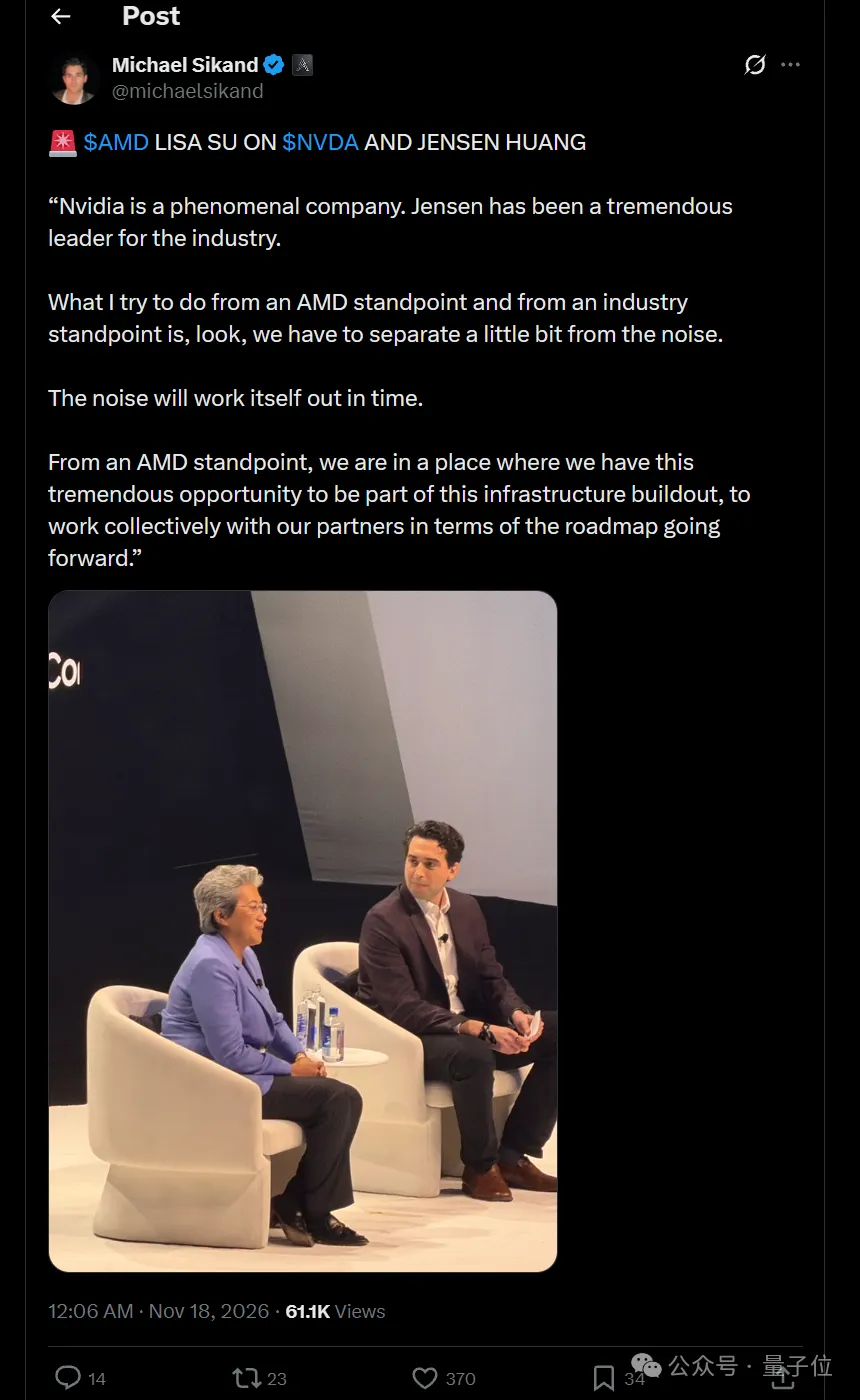 Post
Michael Sikand
@michaelsikand
$AMD LISA SU ON $NVDA AND JENSEN HUANG
“Nvidia is a phenomenal company. Jensen has been a tremendous
leader for the industry.
What I try to do from an AMD standpoint and from an industry
standpoint is, look, we have to separate a little bit from the noise.
The noise will work itself out in time.
From an AMD standpoint, we are in a place where we have this
tremendous opportunity to be part of this infrastructure buildout, to
work collectively with our partners in terms of the roadmap going
forward.”
Co
12:06 AM · Nov 18, 2026 · 61.1K Views
14 23 370 34
公众号 · 量子位